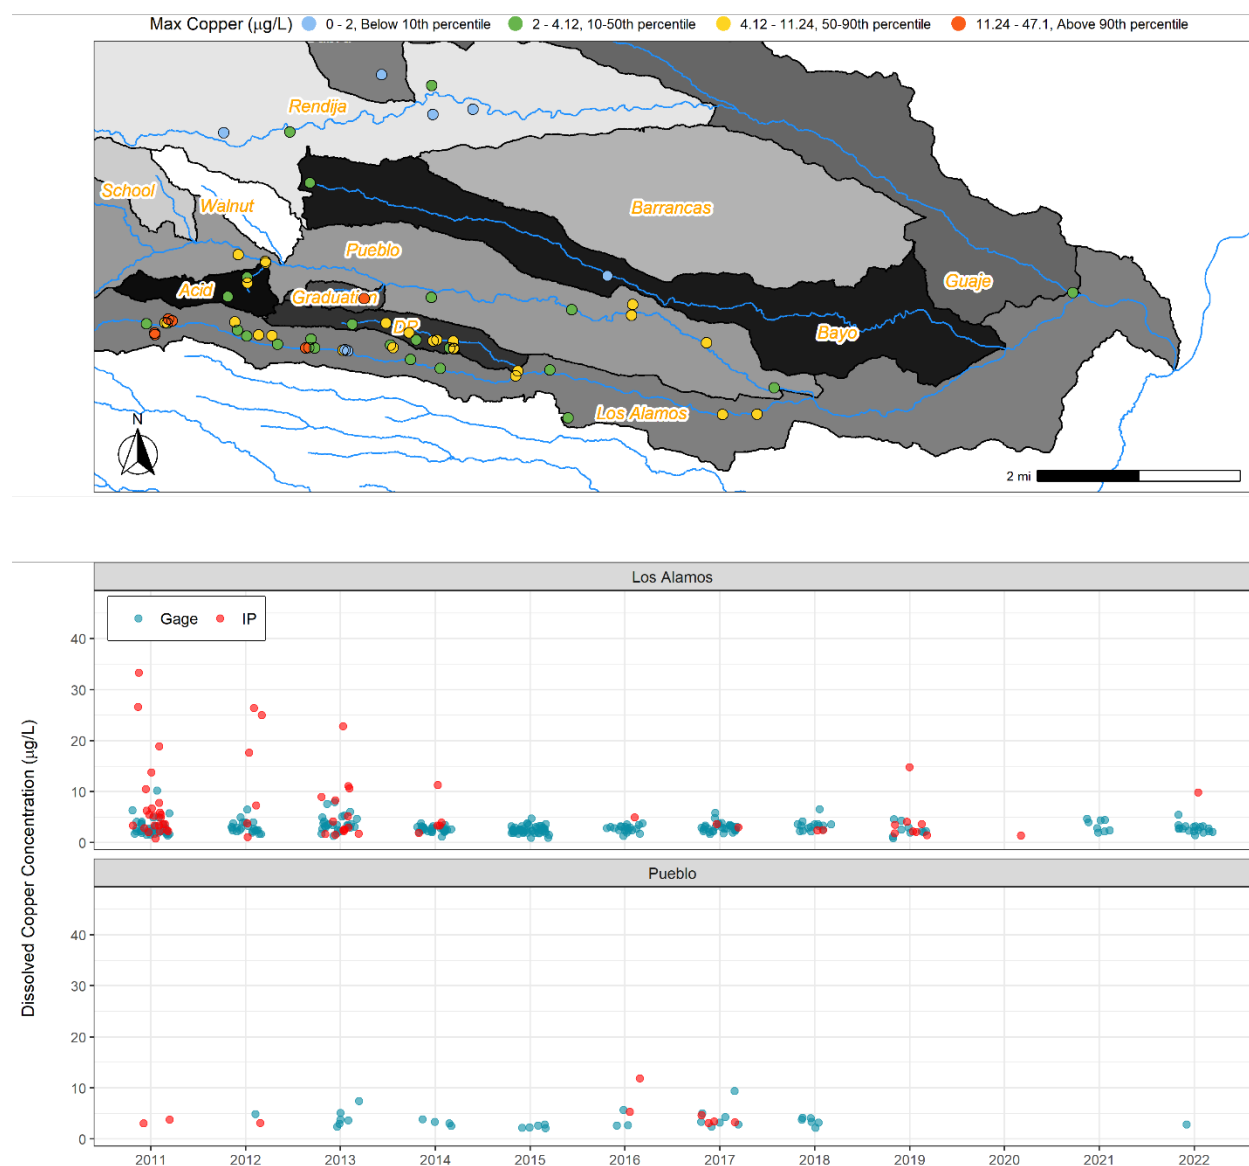 Max Copper (µg/L) 0 - 2, Below 10th percentile 2 - 4.12, 10-50th percentile 4.12 - 11.24, 50-90th percentile 11.24 - 47.1, Above 90th percentile
Rendija
School
Walnut
Barrancas
Pueblo
Guaje
Acid
Graduation
DP
Bayo
Los Alamos
N
2 mi
Los Alamos
Gage IP
40
30
20
10
0
Dissolved Copper Concentration (µg/L)
Pueblo
40
30
20
10
0
2011 2012 2013 2014 2015 2016 2017 2018 2019 2020 2021 2022